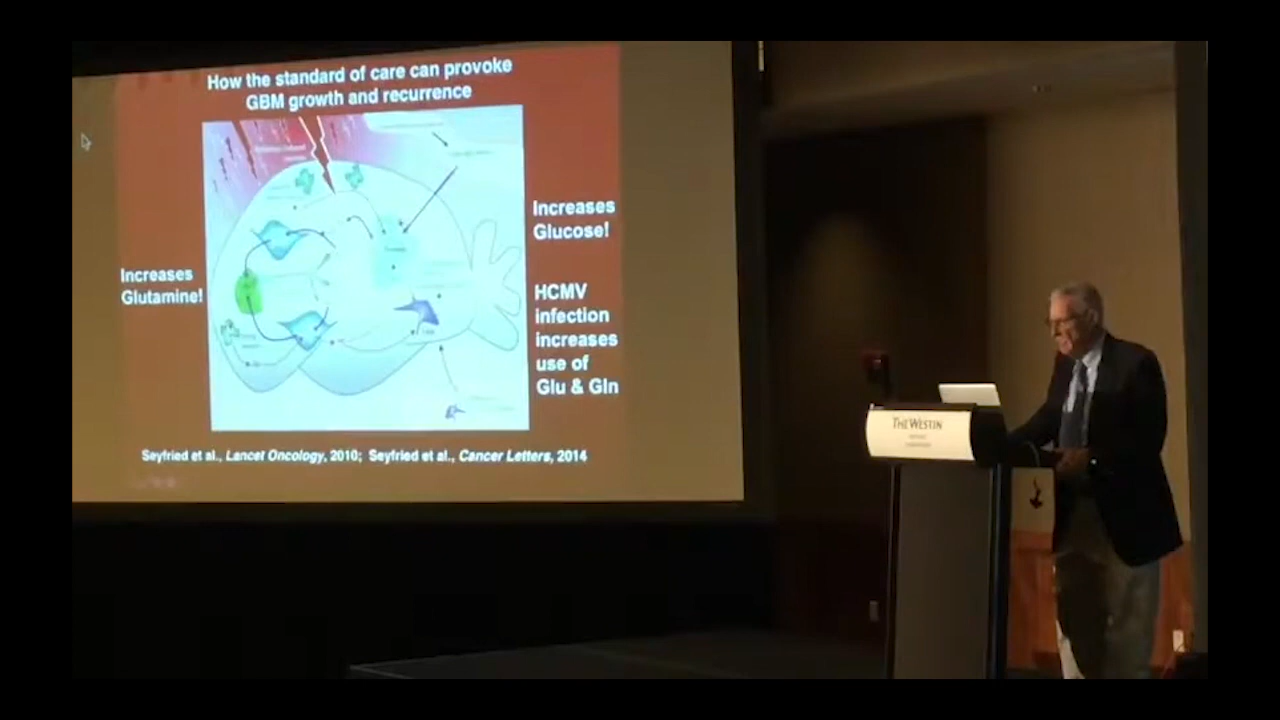 How the standard of care can provoke
GBM growth and recurrence
Increases
Glutamine!
Increases
Glucose!
HCMV
infection
increases
use of
Glu & Gln
Seyfried et al., Lancet Oncology, 2010; Seyfried et al., Cancer Letters, 2014
THE WESTIN